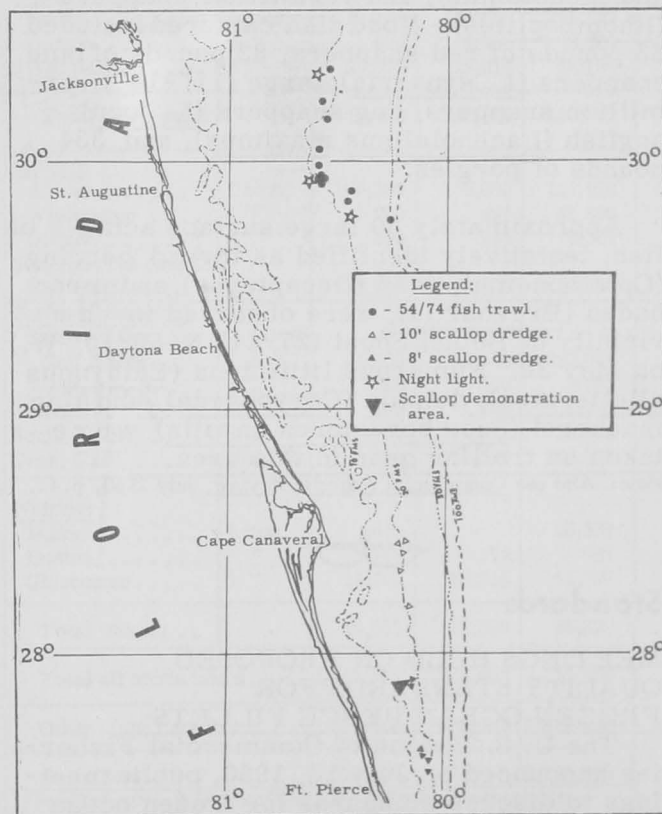 81°
80°
Jacksonville
30°
30°
St. Augustine
Legend:
54/74 fish trawl.
10' scallop dredge.
8' scallop dredge.
Night light.
Scallop demonstration
area.
Daytona Beach
29°
29°
Cape Canaveral
28°
28°
Ft. Pierce
81°
80°
FLORIDA